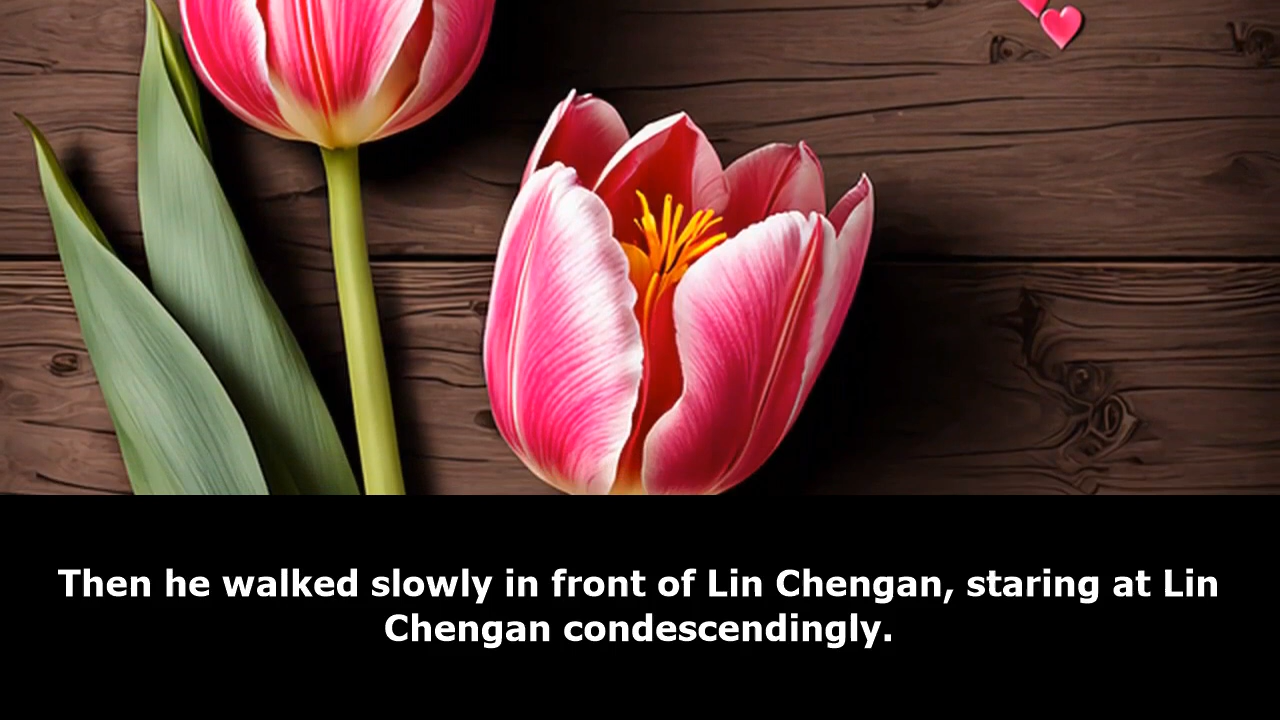 Then he walked slowly in front of Lin Chengan, staring at Lin
Chengan condescendingly.